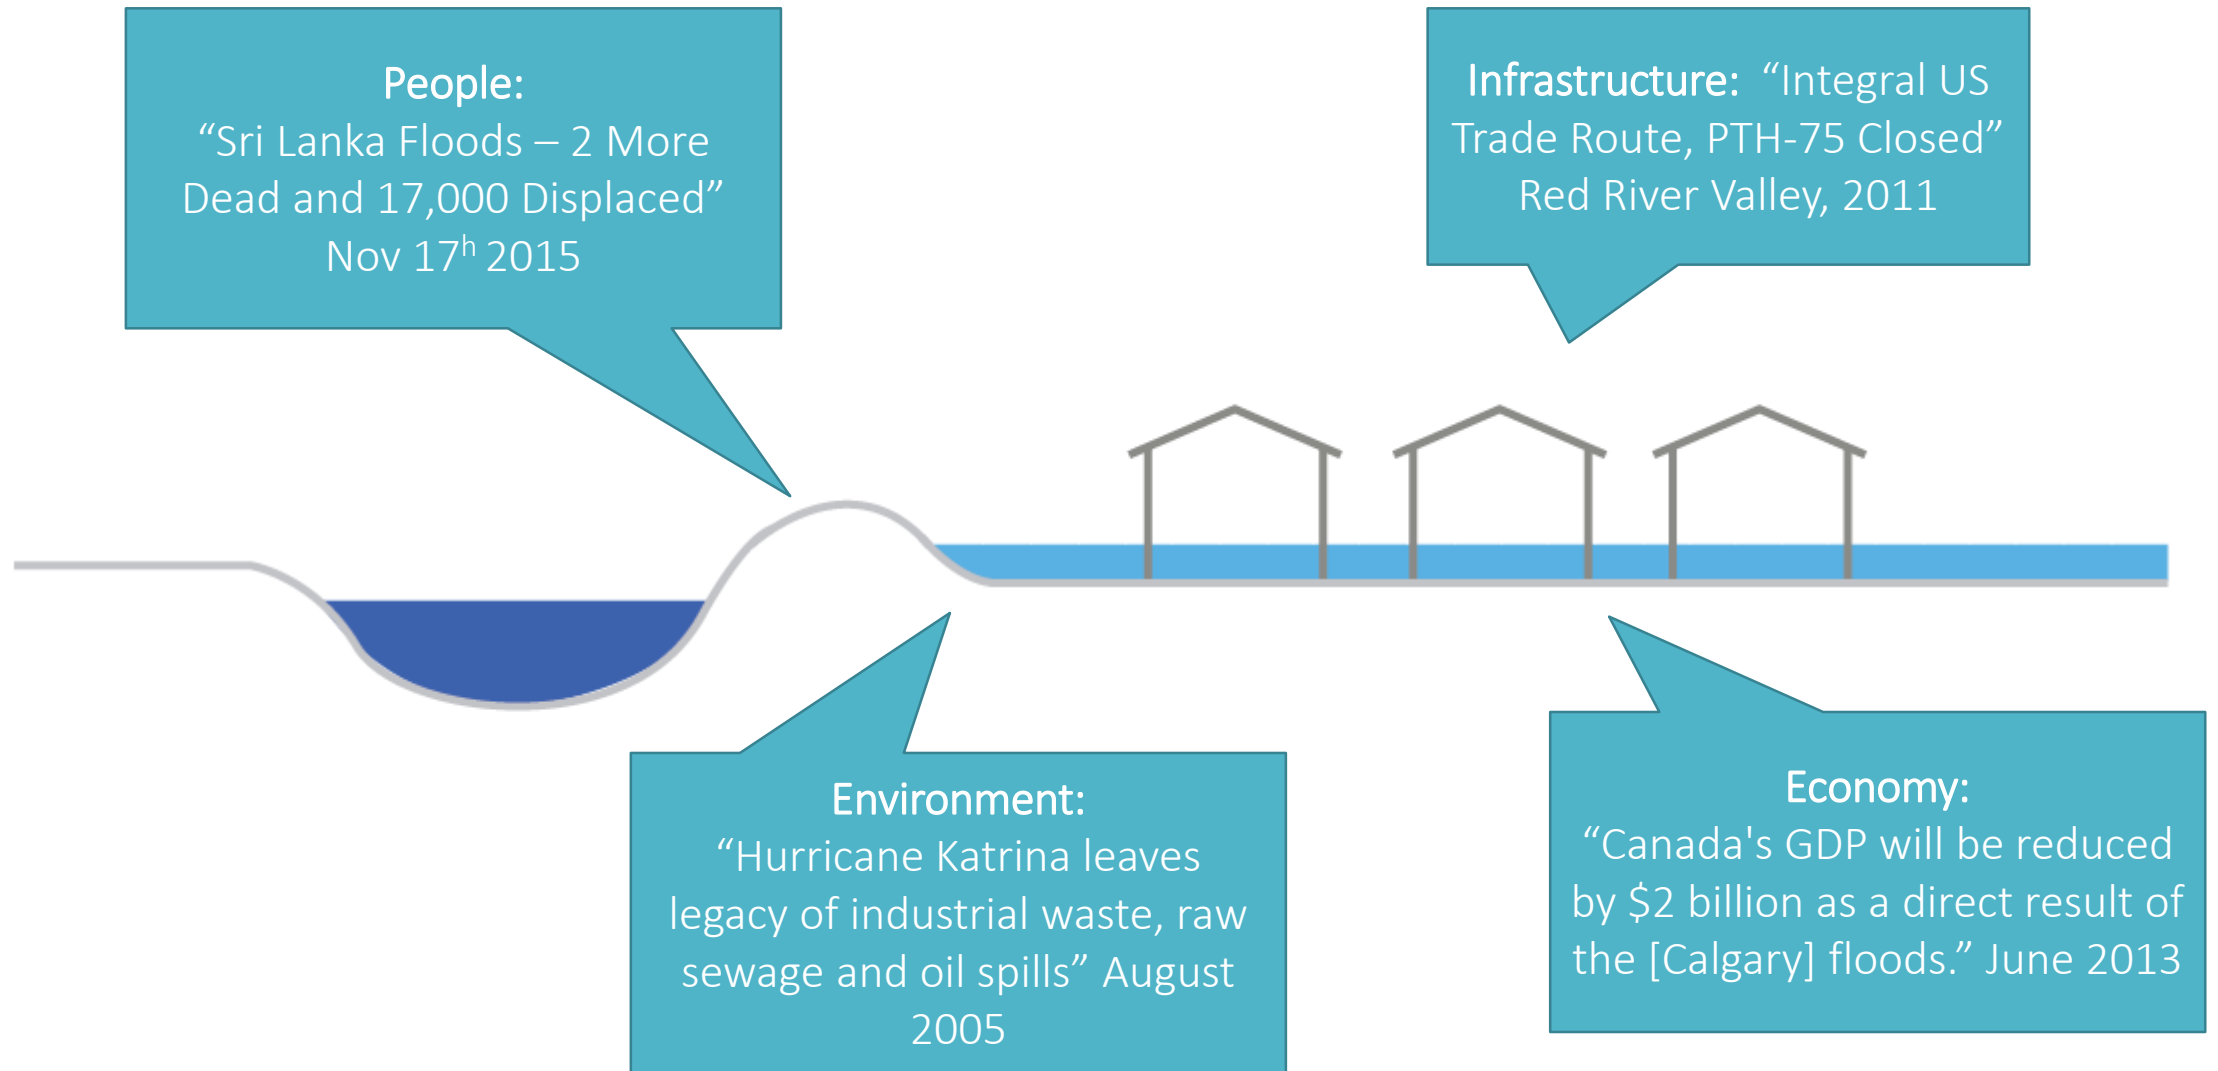 People:
“Sri Lanka Floods – 2 More
Dead and 17,000 Displaced”
Nov 17h 2015
Infrastructure: “Integral US
Trade Route, PTH-75 Closed”
Red River Valley, 2011
Environment:
“Hurricane Katrina leaves
legacy of industrial waste, raw
sewage and oil spills” August
2005
Economy:
“Canada's GDP will be reduced
by $2 billion as a direct result of
the [Calgary] floods.” June 2013